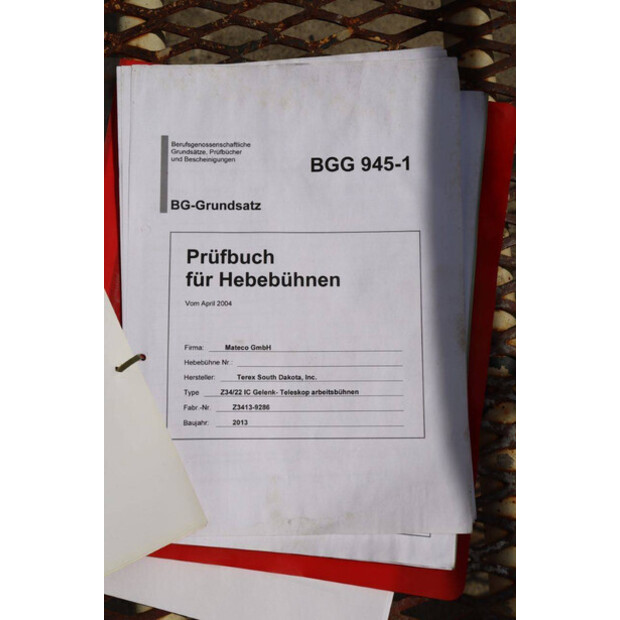 Berufsgenossenschaftliche
Grundsätze, Prüfbücher
und Bescheinigungen
BGG 945-1
BG-Grundsatz
Prüfbuch
für Hebebühnen
Vom April 2004
Firma: Mateco GmbH
Hebebühne Nr.:
Hersteller: Terex South Dakota, Inc.
Type Z34/22 IC Gelenk- Teleskop arbeitsbühnen
Fabr.-Nr. Z3413-9286
Baujahr: 2013